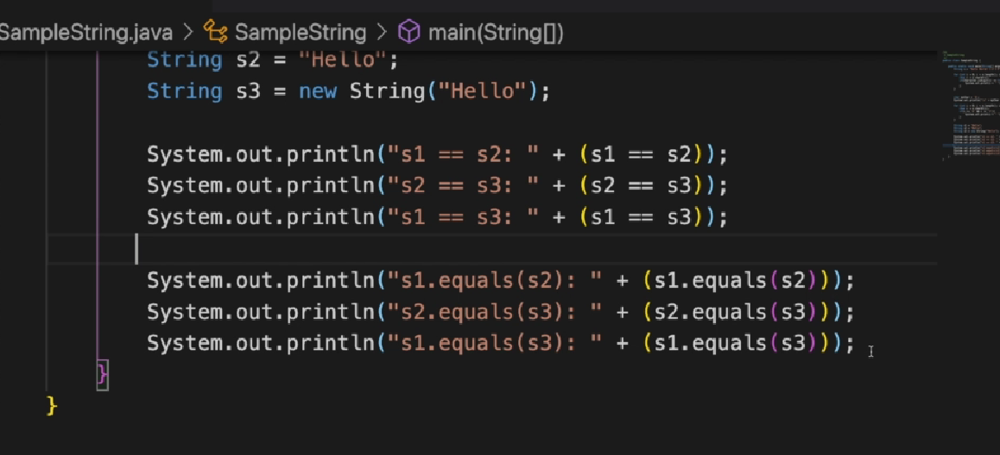 SampleString.java > SampleString > main(String[])
String s2 = "Hello";
String s3 = new String("Hello");
System.out.println("s1 == s2: " + (s1 == s2));
System.out.println("s2 == s3: " + (s2 == s3));
System.out.println("s1 == s3: " + (s1 == s3));
System.out.println("s1.equals(s2): " + (s1.equals(s2)));
System.out.println("s2.equals(s3): " + (s2.equals(s3)));
System.out.println("s1.equals(s3): " + (s1.equals(s3)));
}
}